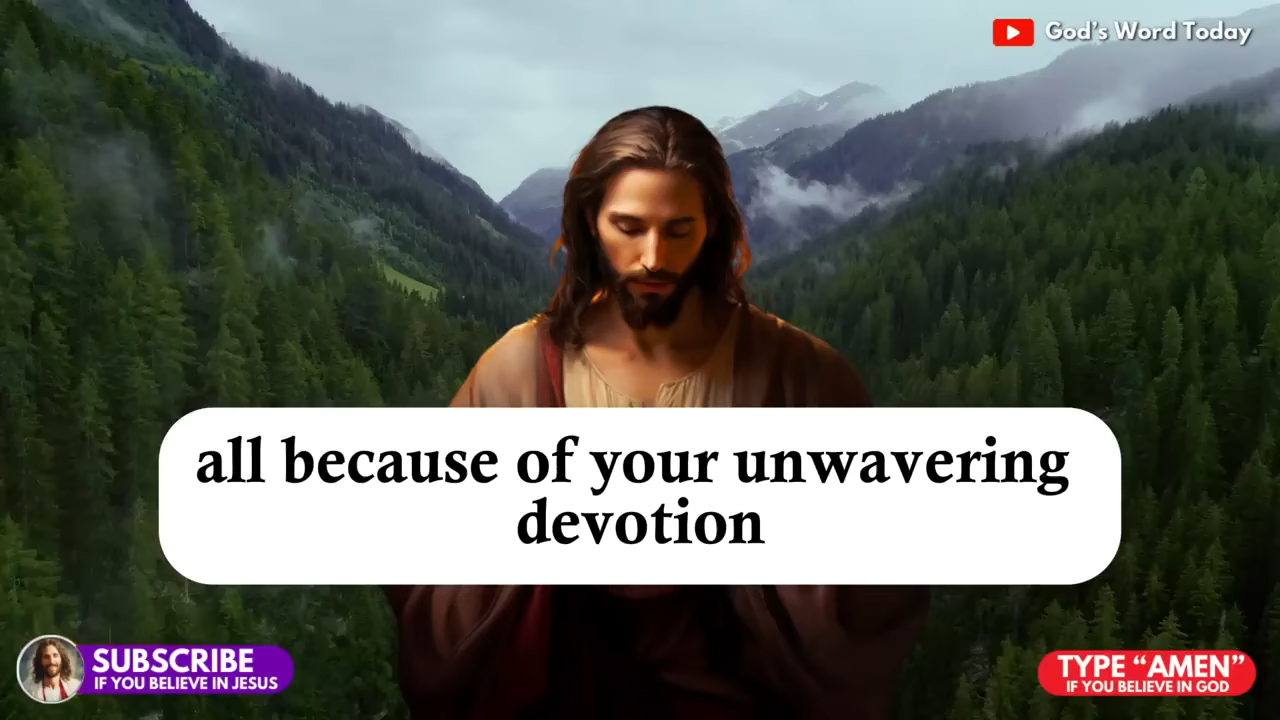 God's Word Today
all because of your unwavering
devotion
SUBSCRIBE
IF YOU BELIEVE IN JESUS
TYPE “AMEN”
IF YOU BELIEVE IN GOD